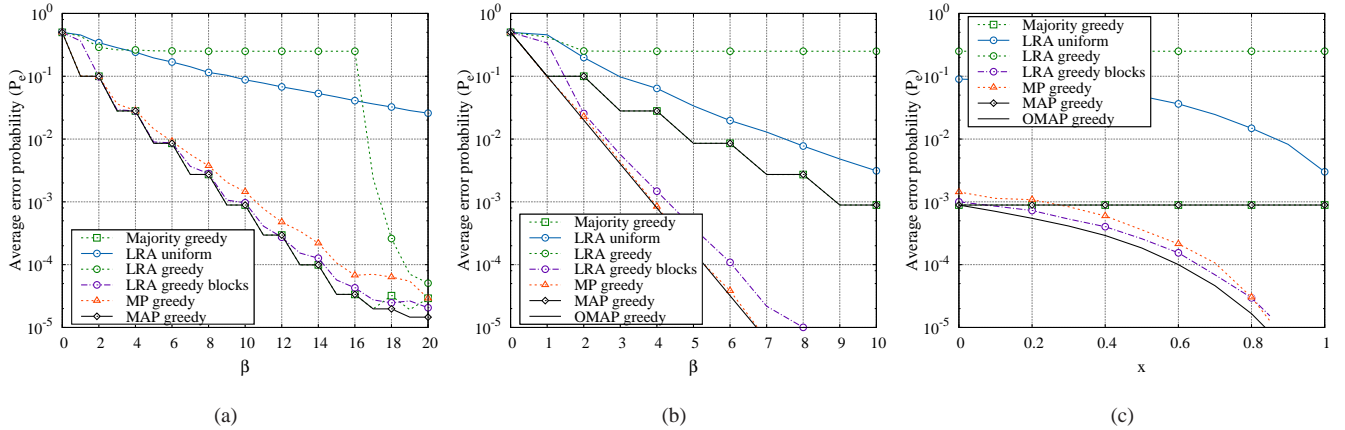 Average error probability (Pe)
10^0
10^-1
10^-2
10^-3
10^-4
10^-5
Majority greedy
LRA uniform
LRA greedy
LRA greedy blocks
MP greedy
MAP greedy
0 2 4 6 8 10 12 14 16 18 20
β
(a)
Average error probability (Pe)
10^0
10^-1
10^-2
10^-3
10^-4
10^-5
Majority greedy
LRA uniform
LRA greedy
LRA greedy blocks
MP greedy
MAP greedy
OMAP greedy
0 1 2 3 4 5 6 7 8 9 10
β
(b)
Average error probability (Pe)
10^0
10^-1
10^-2
10^-3
10^-4
10^-5
Majority greedy
LRA uniform
LRA greedy
LRA greedy blocks
MP greedy
MAP greedy
OMAP greedy
0 0.2 0.4 0.6 0.8 1
x
(c)